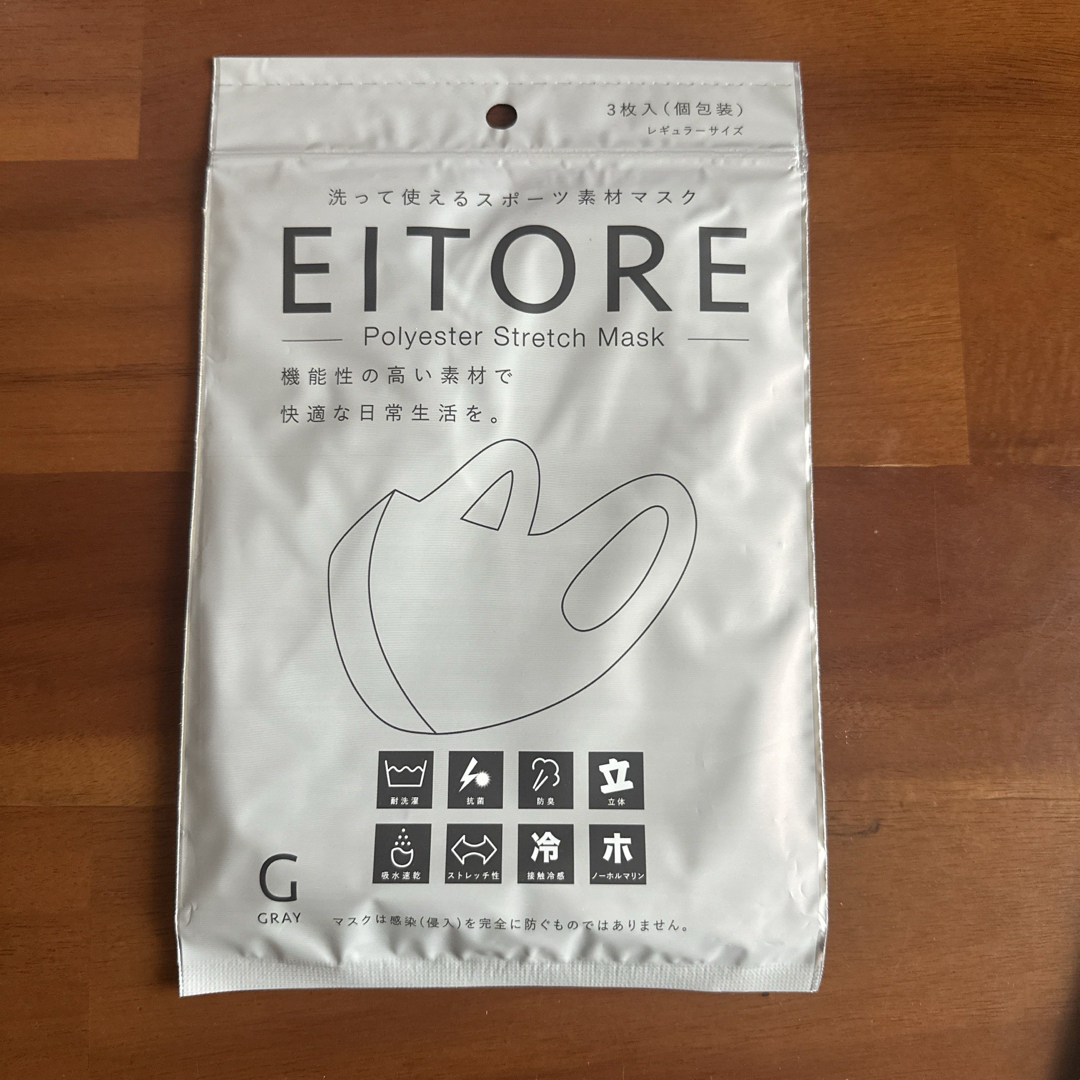 3枚入(個包装)
レギュラーサイズ
洗って使えるスポーツ素材マスク
EITORE
Polyester Stretch Mask
機能性の高い素材で
快適な日常生活を。
耐洗濯
抗菌
防臭
立
立体
吸水速乾
ストレッチ性
冷
接触冷感
ホ
ノーホルマリン
G
GRAY
マスクは感染(侵入)を完全に防ぐものではありません。